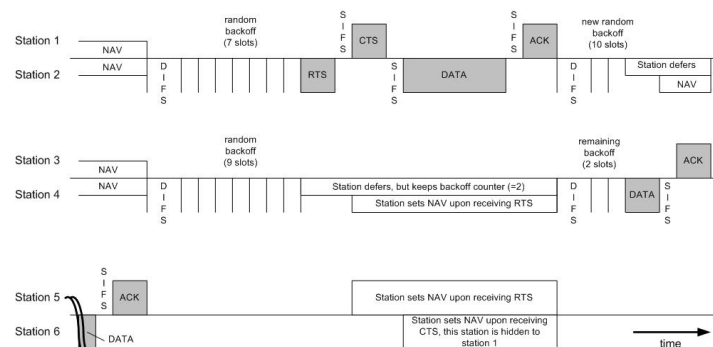 random
backoff
(7 slots)
S
I
F
S
CTS
S
I
F
S
ACK
new random
backoff
(10 slots)
Station 1
NAV
Station 2
NAV
D
I
F
S
RTS
S
I
F
S
DATA
D
I
F
S
Station defers
NAV
random
backoff
(9 slots)
remaining
backoff
(2 slots)
Station 3
NAV
ACK
Station 4
NAV
D
I
F
S
Station defers, but keeps backoff counter (=2)
Station sets NAV upon receiving RTS
D
I
F
S
DATA
S
I
F
S
S
I
F
S
Station 5
ACK
Station sets NAV upon receiving RTS
Station 6
DATA
Station sets NAV upon receiving
CTS, this station is hidden to
station 1
time